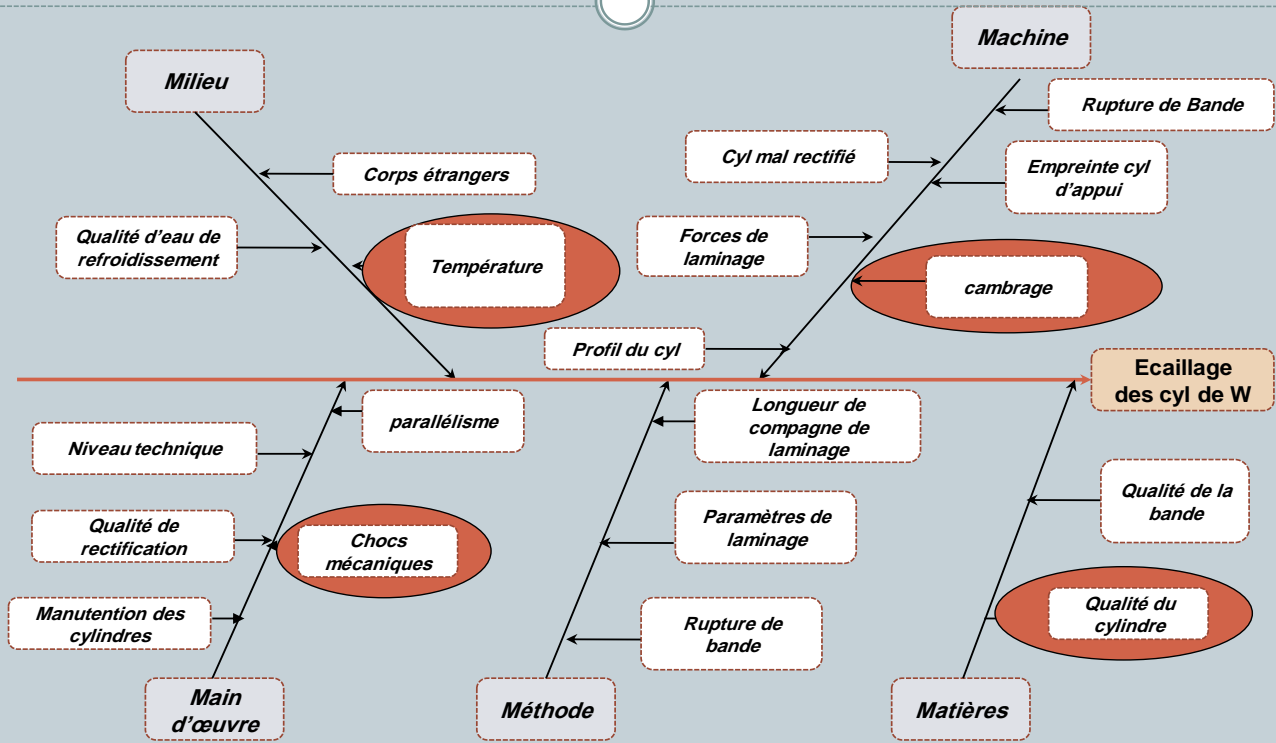 Machine
Milieu
Rupture de Bande
Cyl mal rectifié
Empreinte cyl
d'appui
Corps étrangers
Qualité d'eau de
refroidissement
Température
Forces de
laminage
cambrage
Profil du cyl
Ecaillage
des cyl de W
parallélisme
Longueur de
compagne de
laminage
Niveau technique
Qualité de la
bande
Qualité de
rectification
Chocs
mécaniques
Paramètres de
laminage
Manutention des
cylindres
Rupture de
bande
Qualité du
cylindre
Main
d'œuvre
Méthode
Matières